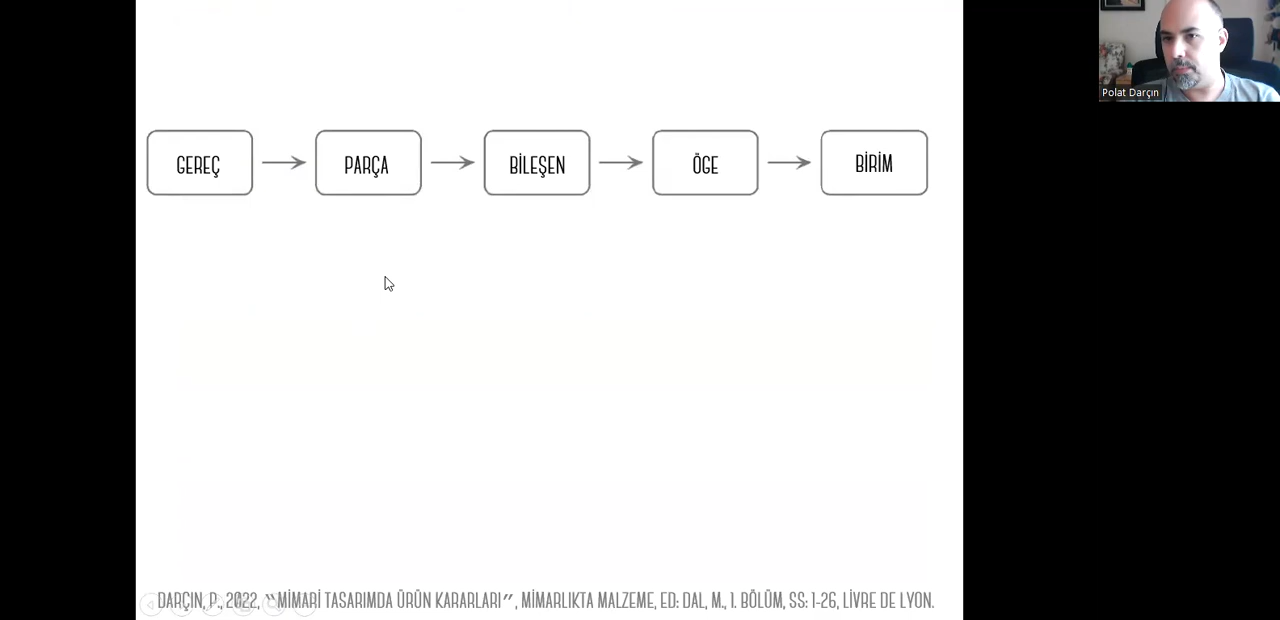 GEREÇ
PARÇA
BİLEŞEN
ÖGE
BİRİM
Polat Darçın
DARÇIN, P., 2022, “MİMARİ TASARIMDA ÜRÜN KARARLARI”, MİMARLIKTA MALZEME, ED: DAL, M., 1. BÖLÜM, SS: 1-26, LİVRE DE LYON.